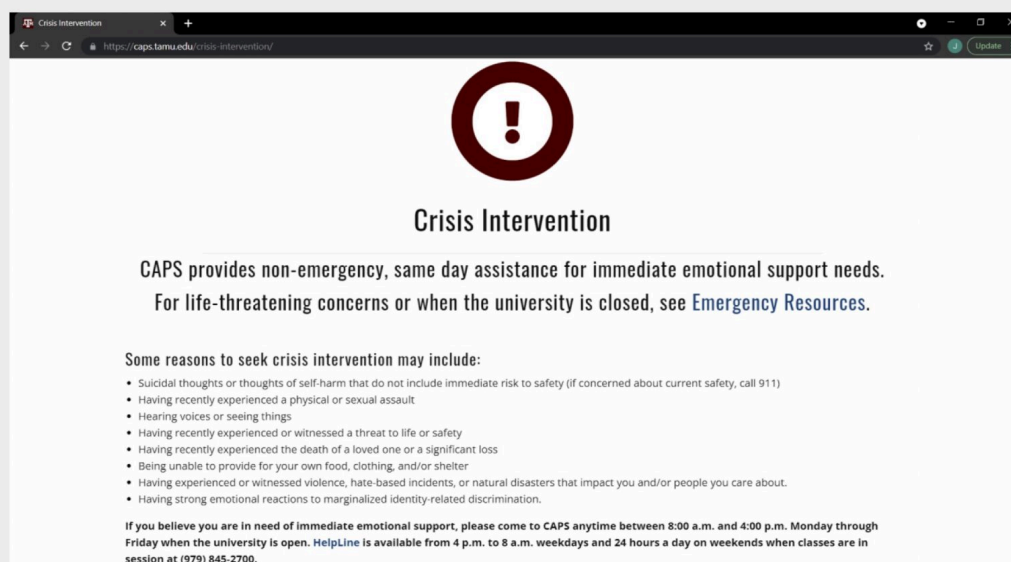 Crisis Intervention
https://caps.tamu.edu/crisis-intervention/
J Update
Crisis Intervention
CAPS provides non-emergency, same day assistance for immediate emotional support needs.
For life-threatening concerns or when the university is closed, see Emergency Resources.
Some reasons to seek crisis intervention may include:
• Suicidal thoughts or thoughts of self-harm that do not include immediate risk to safety (if concerned about current safety, call 911)
• Having recently experienced a physical or sexual assault
• Hearing voices or seeing things
• Having recently experienced or witnessed a threat to life or safety
• Having recently experienced the death of a loved one or a significant loss
• Being unable to provide for your own food, clothing, and/or shelter
• Having experienced or witnessed violence, hate-based incidents, or natural disasters that impact you and/or people you care about.
• Having strong emotional reactions to marginalized identity-related discrimination.
If you believe you are in need of immediate emotional support, please come to CAPS anytime between 8:00 a.m. and 4:00 p.m. Monday through
Friday when the university is open. HelpLine is available from 4 p.m. to 8 a.m. weekdays and 24 hours a day on weekends when classes are in
session at (979) 845-2700.